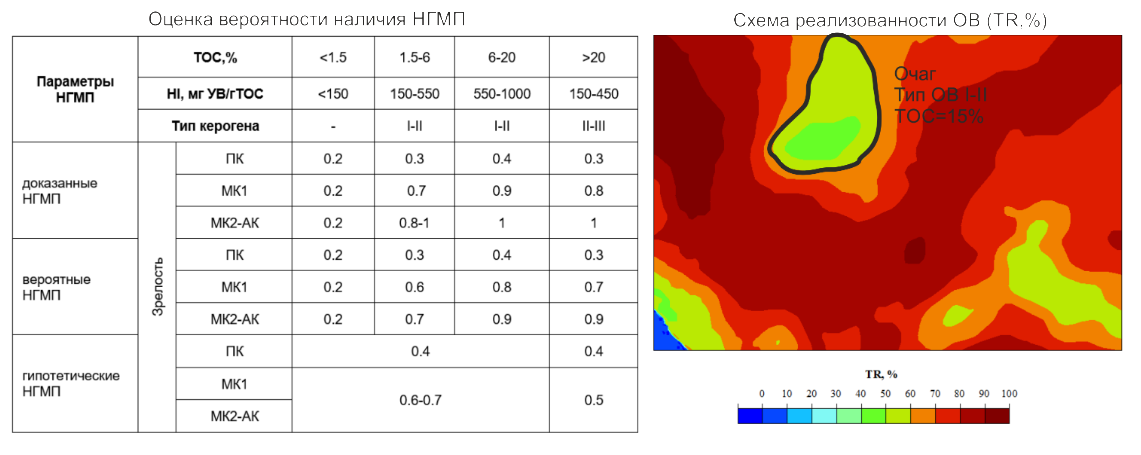 Оценка вероятности наличия НГМП
Схема реализованности ОВ (TR,%)
Параметры
НГМП
ТОС,% <1.5 1.5-6 6-20 >20
HI, мг УВ/гТОС <150 150-550 550-1000 150-450
Тип керогена - I-II I-II II-III
доказанные
НГМП
Зрелость
ПК 0.2 0.3 0.4 0.3
МК1 0.2 0.7 0.9 0.8
МК2-АК 0.2 0.8-1 1 1
вероятные
НГМП
ПК 0.2 0.3 0.4 0.3
МК1 0.2 0.6 0.8 0.7
МК2-АК 0.2 0.7 0.9 0.9
гипотетические
НГМП
ПК 0.4 0.4
МК1
МК2-АК
0.6-0.7 0.5
Очаг
Тип ОВ I-II
ТОС=15%
TR, %
0 10 20 30 40 50 60 70 80 90 100